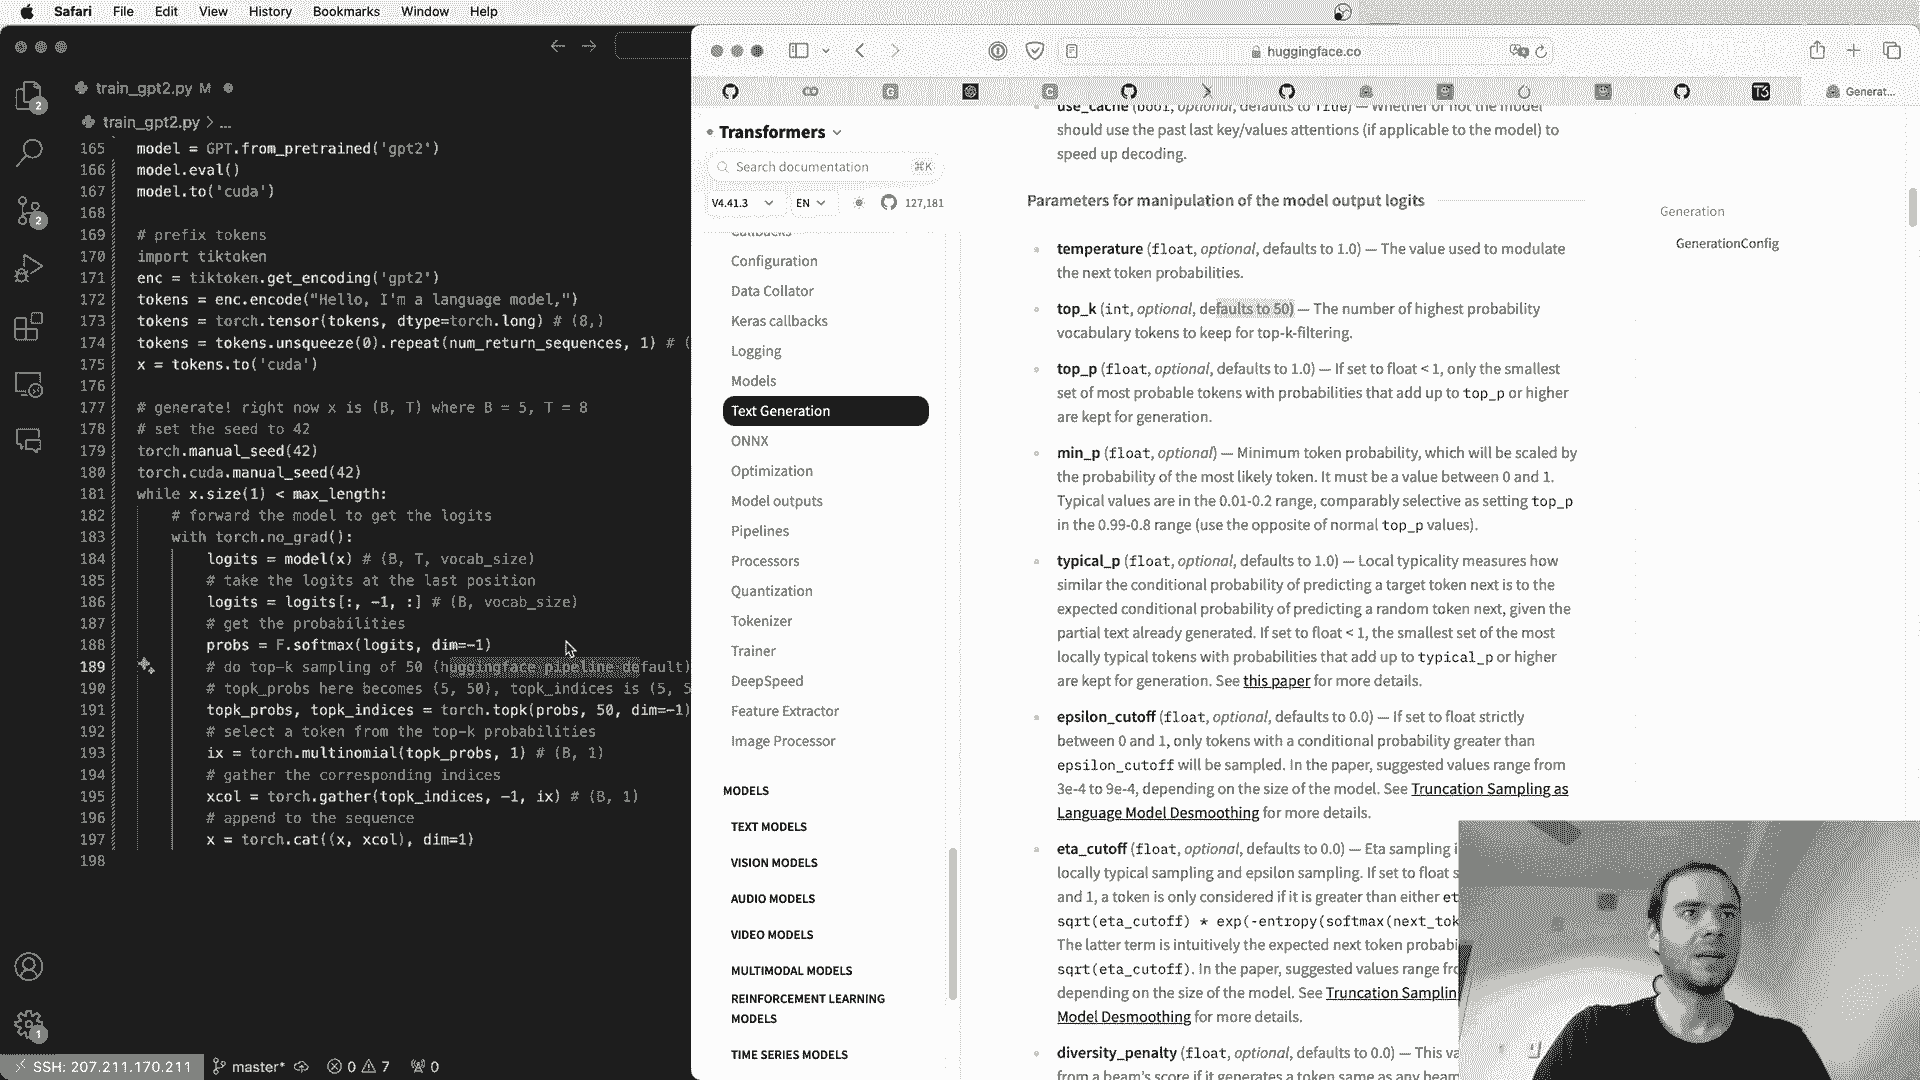 Safari File Edit View History Bookmarks Window Help
train_gpt2.py M
train_gpt2.py > ...
165 model = GPT.from_pretrained('gpt2')
166 model.eval()
167 model.to('cuda')
168
169 # prefix tokens
170 import tiktoken
171 enc = tiktoken.get_encoding('gpt2')
172 tokens = enc.encode("Hello, I'm a language model,")
173 tokens = torch.tensor(tokens, dtype=torch.long) # (8,)
174 tokens = tokens.unsqueeze(0).repeat(num_return_sequences, 1) # (
175 x = tokens.to('cuda')
176
177 # generate! right now x is (B, T) where B = 5, T = 8
178 # set the seed to 42
179 torch.manual_seed(42)
180 torch.cuda.manual_seed(42)
181 while x.size(1) < max_length:
182 # forward the model to get the logits
183 with torch.no_grad():
184 logits = model(x) # (B, T, vocab_size)
185 # take the logits at the last position
186 logits = logits[:, -1, :] # (B, vocab_size)
187 # get the probabilities
188 probs = F.softmax(logits, dim=-1)
189 # do top-k sampling of 50 (huggingface pipeline default)
190 # topk_probs here becomes (5, 50), topk_indices is (5, 5
191 topk_probs, topk_indices = torch.topk(probs, 50, dim=-1)
192 # select a token from the top-k probabilities
193 ix = torch.multinomial(topk_probs, 1) # (B, 1)
194 # gather the corresponding indices
195 xcol = torch.gather(topk_indices, -1, ix) # (B, 1)
196 # append to the sequence
197 x = torch.cat((x, xcol), dim=1)
198
2
2
1
SSH: 207.211.170.211 master* 0 7 0
huggingface.co
Generat...
Transformers
Search documentation ⌘K
V4.41.3 EN 127,181
Callbacks
Configuration
Data Collator
Keras callbacks
Logging
Models
Text Generation
ONNX
Optimization
Model outputs
Pipelines
Processors
Quantization
Tokenizer
Trainer
DeepSpeed
Feature Extractor
Image Processor
MODELS
TEXT MODELS
VISION MODELS
AUDIO MODELS
VIDEO MODELS
MULTIMODAL MODELS
REINFORCEMENT LEARNING
MODELS
TIME SERIES MODELS
use_cache (bool, optional, defaults to True) — Whether or not the model
should use the past last key/values attentions (if applicable to the model) to
speed up decoding.
Parameters for manipulation of the model output logits
temperature (float, optional, defaults to 1.0) — The value used to modulate
the next token probabilities.
top_k (int, optional, defaults to 50) — The number of highest probability
vocabulary tokens to keep for top-k-filtering.
top_p (float, optional, defaults to 1.0) — If set to float < 1, only the smallest
set of most probable tokens with probabilities that add up to top_p or higher
are kept for generation.
min_p (float, optional) — Minimum token probability, which will be scaled by
the probability of the most likely token. It must be a value between 0 and 1.
Typical values are in the 0.01-0.2 range, comparably selective as setting top_p
in the 0.99-0.8 range (use the opposite of normal top_p values).
typical_p (float, optional, defaults to 1.0) — Local typicality measures how
similar the conditional probability of predicting a target token next is to the
expected conditional probability of predicting a random token next, given the
partial text already generated. If set to float < 1, the smallest set of the most
locally typical tokens with probabilities that add up to typical_p or higher
are kept for generation. See this paper for more details.
epsilon_cutoff (float, optional, defaults to 0.0) — If set to float strictly
between 0 and 1, only tokens with a conditional probability greater than
epsilon_cutoff will be sampled. In the paper, suggested values range from
3e-4 to 9e-4, depending on the size of the model. See Truncation Sampling as
Language Model Desmoothing for more details.
eta_cutoff (float, optional, defaults to 0.0) — Eta sampling i
locally typical sampling and epsilon sampling. If set to float s
and 1, a token is only considered if it is greater than either et
sqrt(eta_cutoff) * exp(-entropy(softmax(next_tok
The latter term is intuitively the expected next token probabi
sqrt(eta_cutoff). In the paper, suggested values range fro
depending on the size of the model. See Truncation Samplin
Model Desmoothing for more details.
diversity_penalty (float, optional, defaults to 0.0) — This va
from a beam's score if it generates a token same as any beam
Generation
GenerationConfig